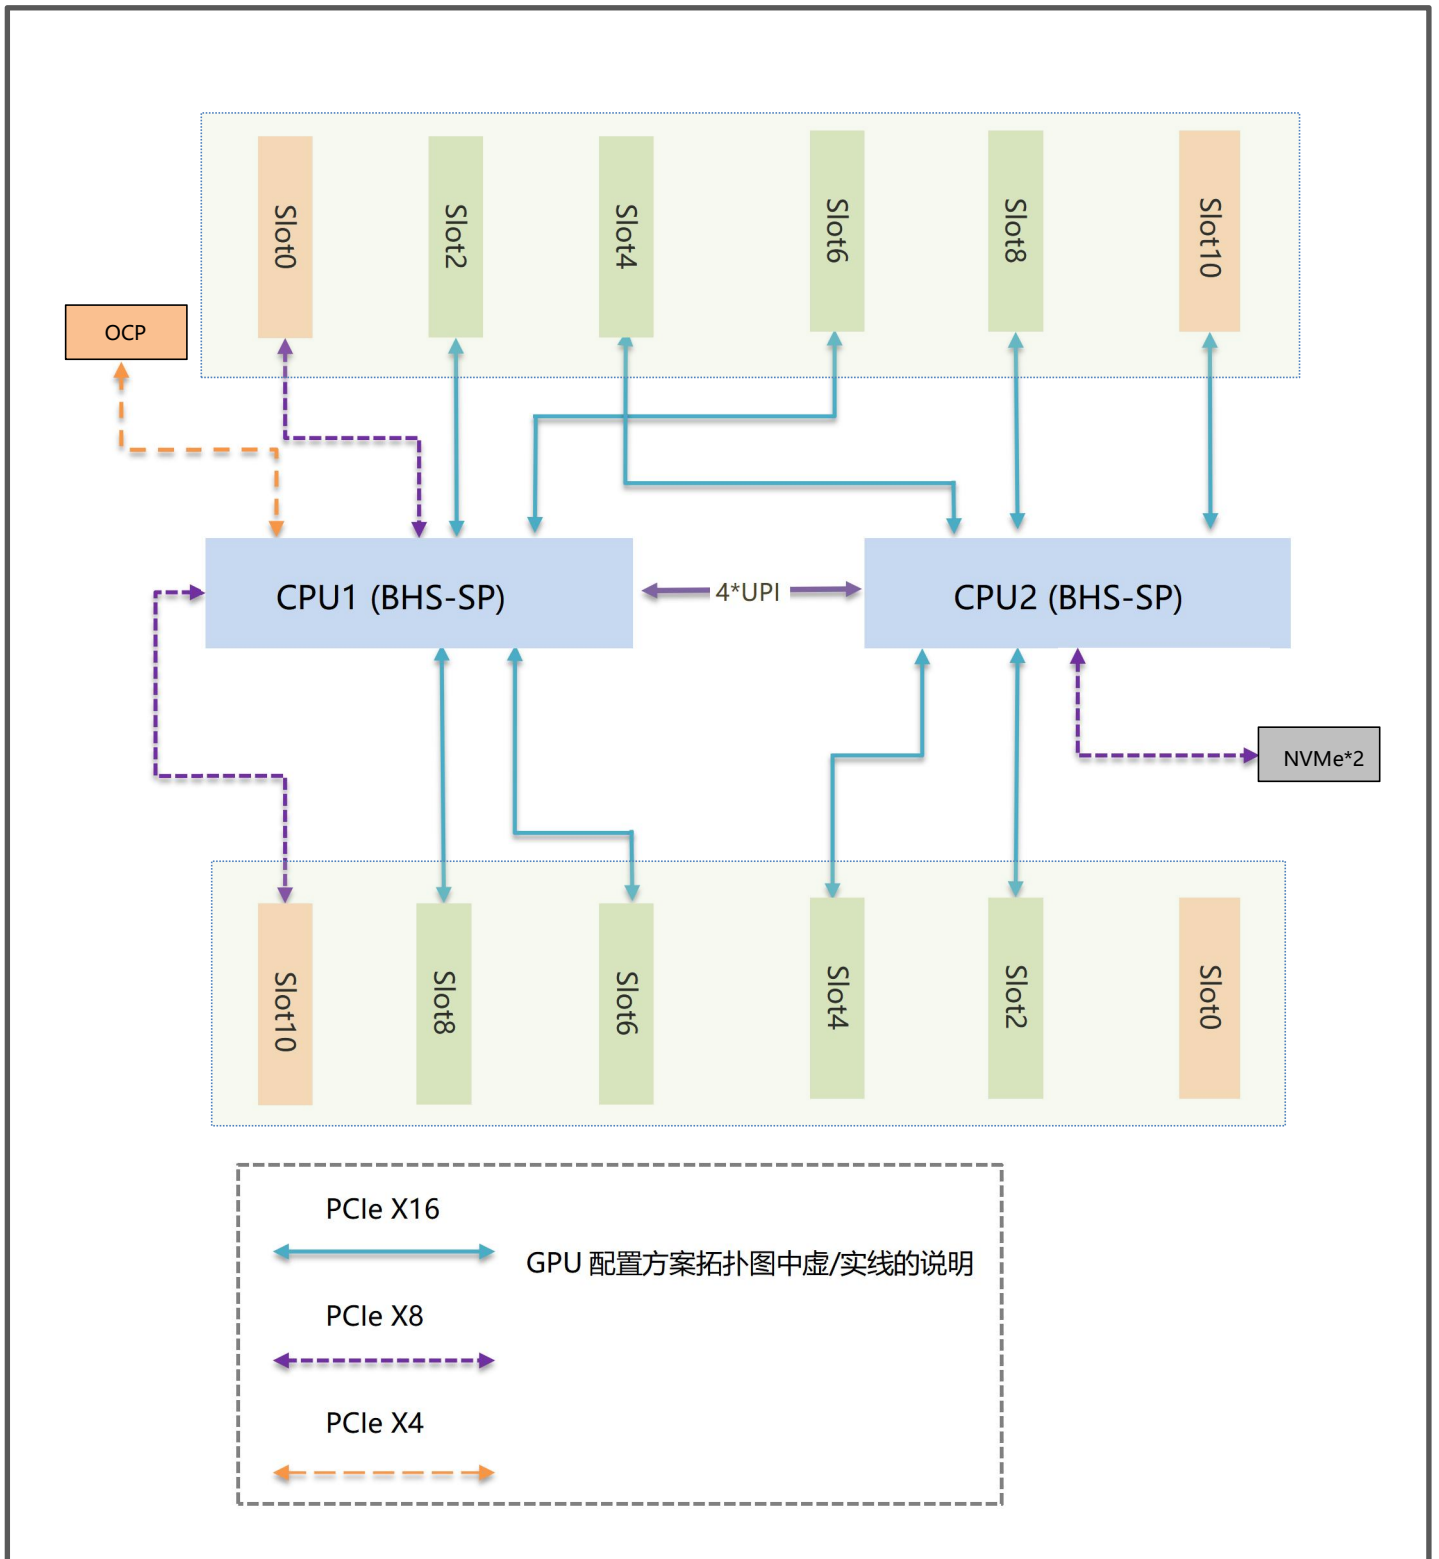 Slot0
Slot2
Slot4
Slot6
Slot8
Slot10
OCP
CPU1 (BHS-SP)
4*UPI
CPU2 (BHS-SP)
NVMe*2
Slot10
Slot8
Slot6
Slot4
Slot2
Slot0
PCIe X16
GPU 配置方案拓扑图中虚/实线的说明
PCIe X8
PCIe X4